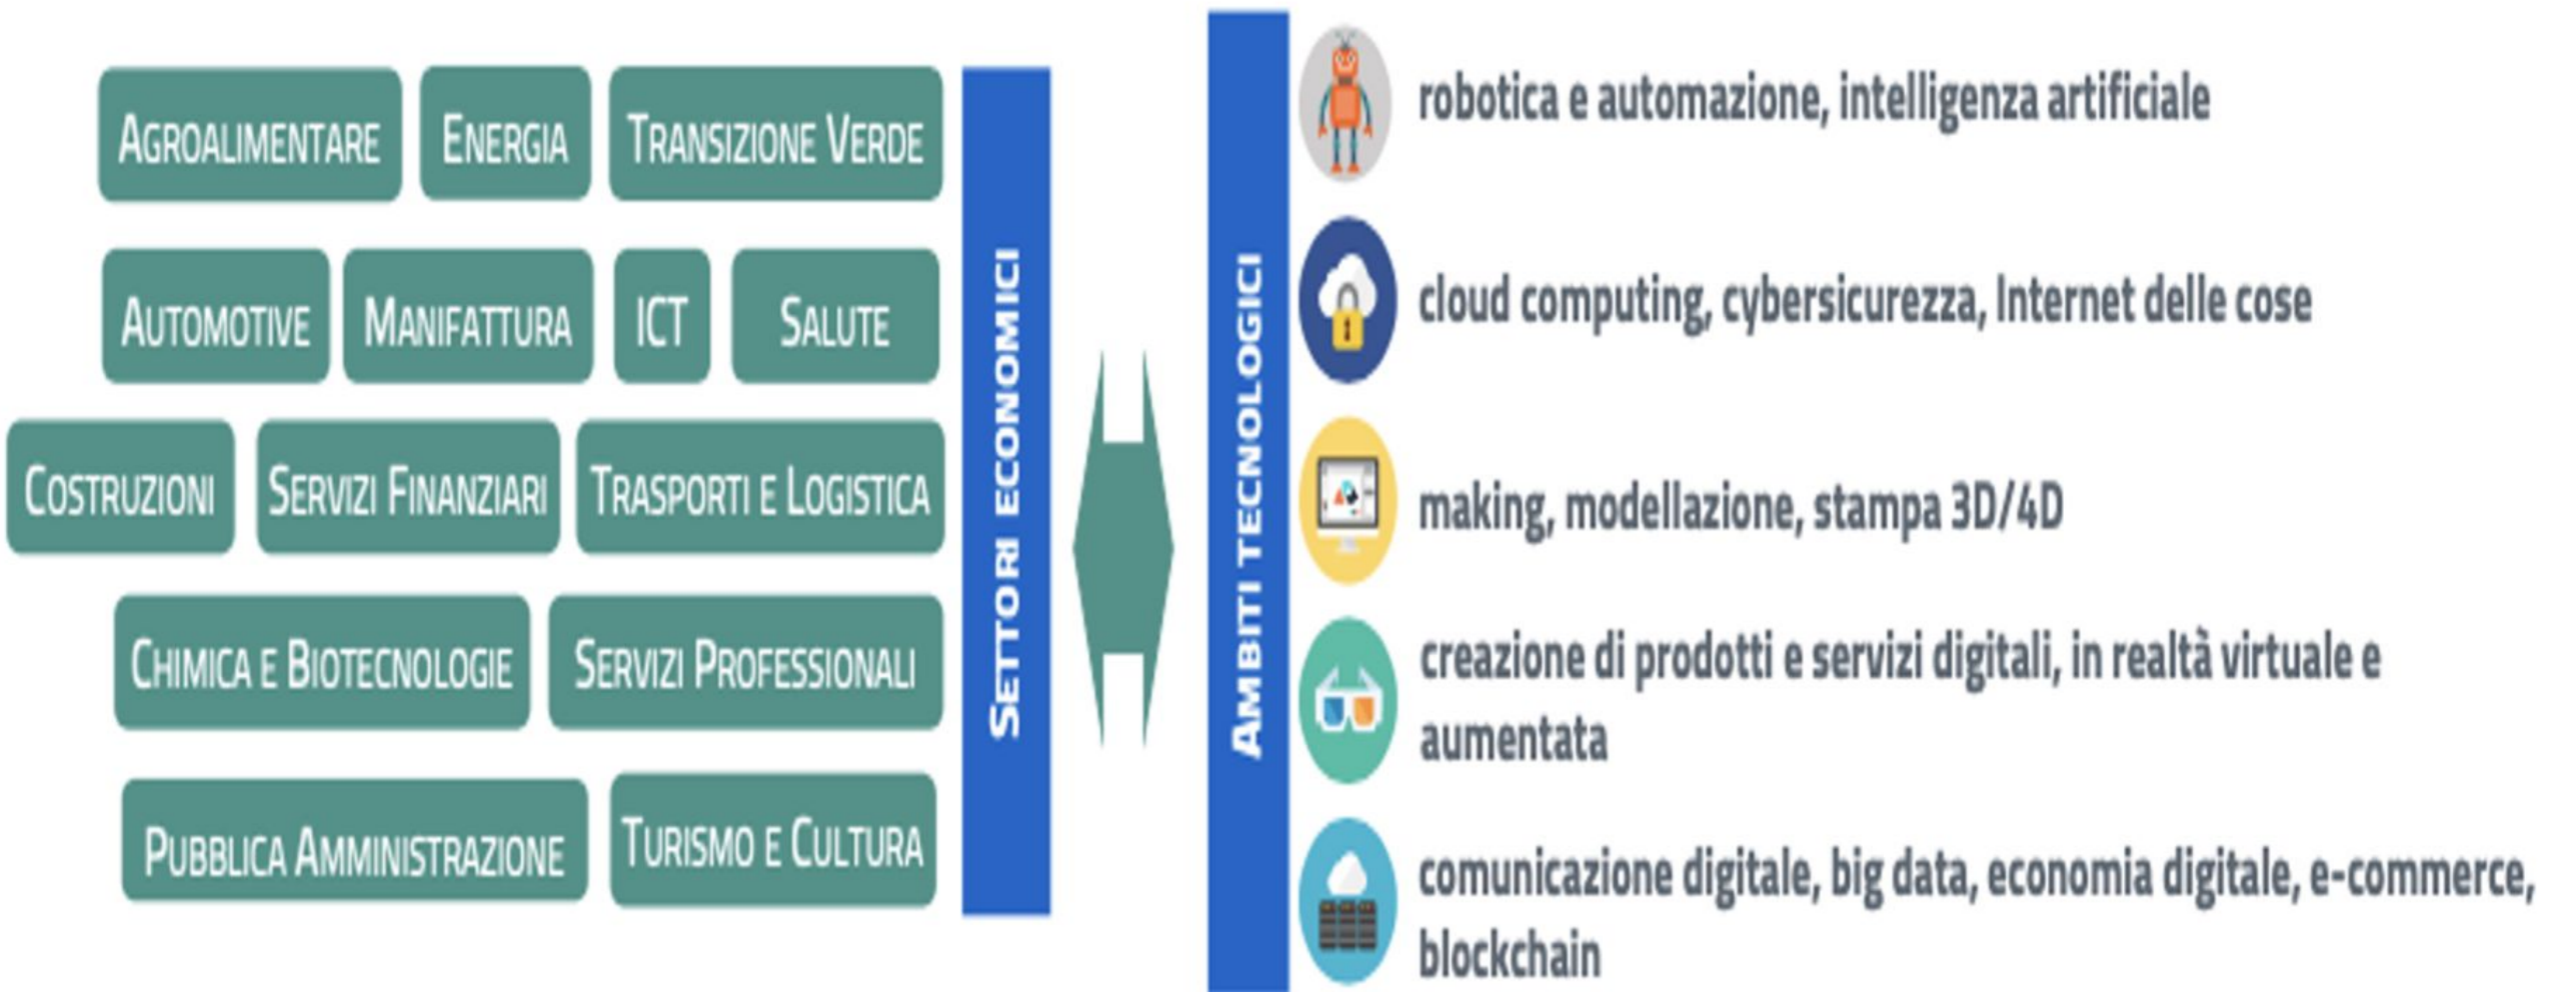 AGROALIMENTARE
ENERGIA
TRANSIZIONE VERDE
AUTOMOTIVE
MANIFATTURA
ICT
SALUTE
COSTRUZIONI
SERVIZI FINANZIARI
TRASPORTI E LOGISTICA
CHIMICA E BIOTECNOLOGIE
SERVIZI PROFESSIONALI
PUBBLICA AMMINISTRAZIONE
TURISMO E CULTURA
SETTORI ECONOMICI
AMBITI TECNOLOGICI
robotica e automazione, intelligenza artificiale
cloud computing, cybersicurezza, Internet delle cose
making, modellazione, stampa 3D/4D
creazione di prodotti e servizi digitali, in realtà virtuale e
aumentata
comunicazione digitale, big data, economia digitale, e-commerce,
blockchain